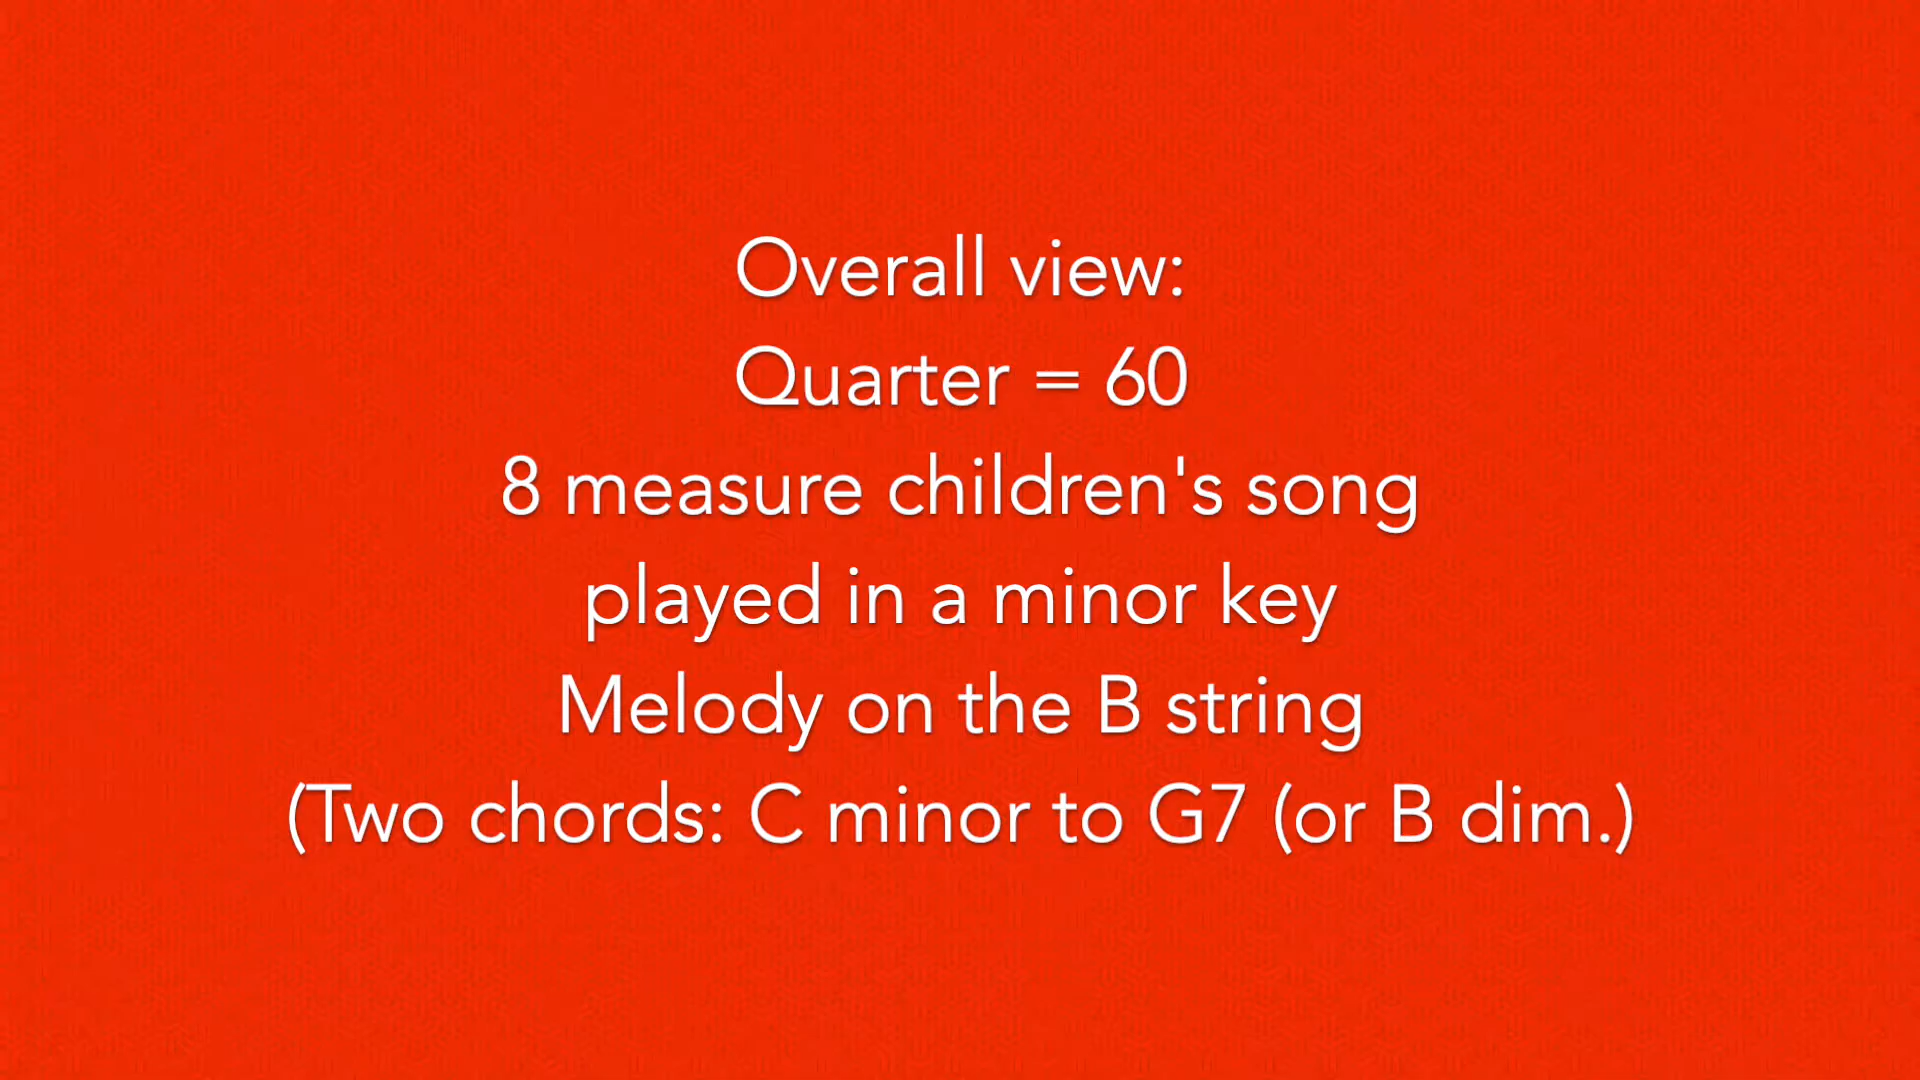 Overall view:
Quarter = 60
8 measure children's song
played in a minor key
Melody on the B string
(Two chords: C minor to G7 (or B dim.)